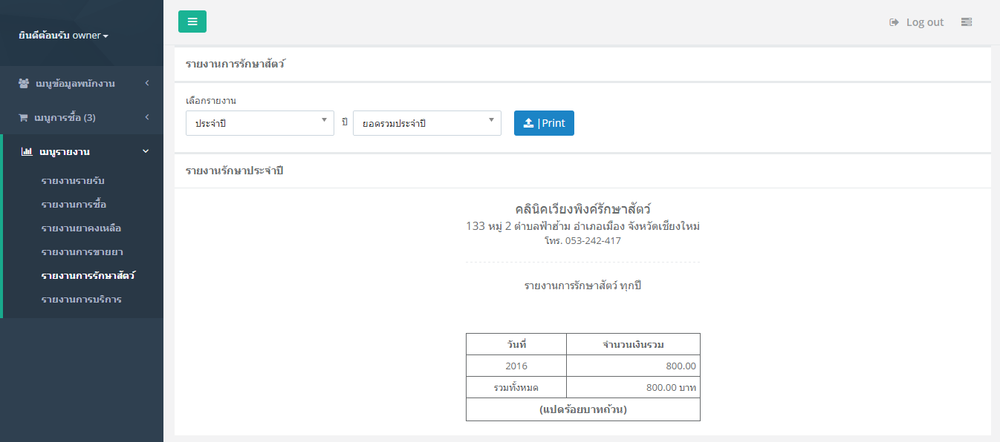 ยินดีต้อนรับ owner
Log out
เมนูข้อมูลพนักงาน
เมนูการซื้อ (3)
เมนูรายงาน
รายงานรายรับ
รายงานการซื้อ
รายงานยาคงเหลือ
รายงานการขายยา
รายงานการรักษาสัตว์
รายงานการบริการ
รายงานการรักษาสัตว์
เลือกรายงาน
ประจำปี ปี ยอดรวมประจำปี |Print
รายงานรักษาประจำปี
คลินิคเวียงพิงค์รักษาสัตว์
133 หมู่ 2 ตำบลฟ้าฮ่าม อำเภอเมือง จังหวัดเชียงใหม่
โทร. 053-242-417
รายงานการรักษาสัตว์ ทุกปี
วันที่ จำนวนเงินรวม
2016 800.00
รวมทั้งหมด 800.00 บาท
(แปดร้อยบาทถ้วน)